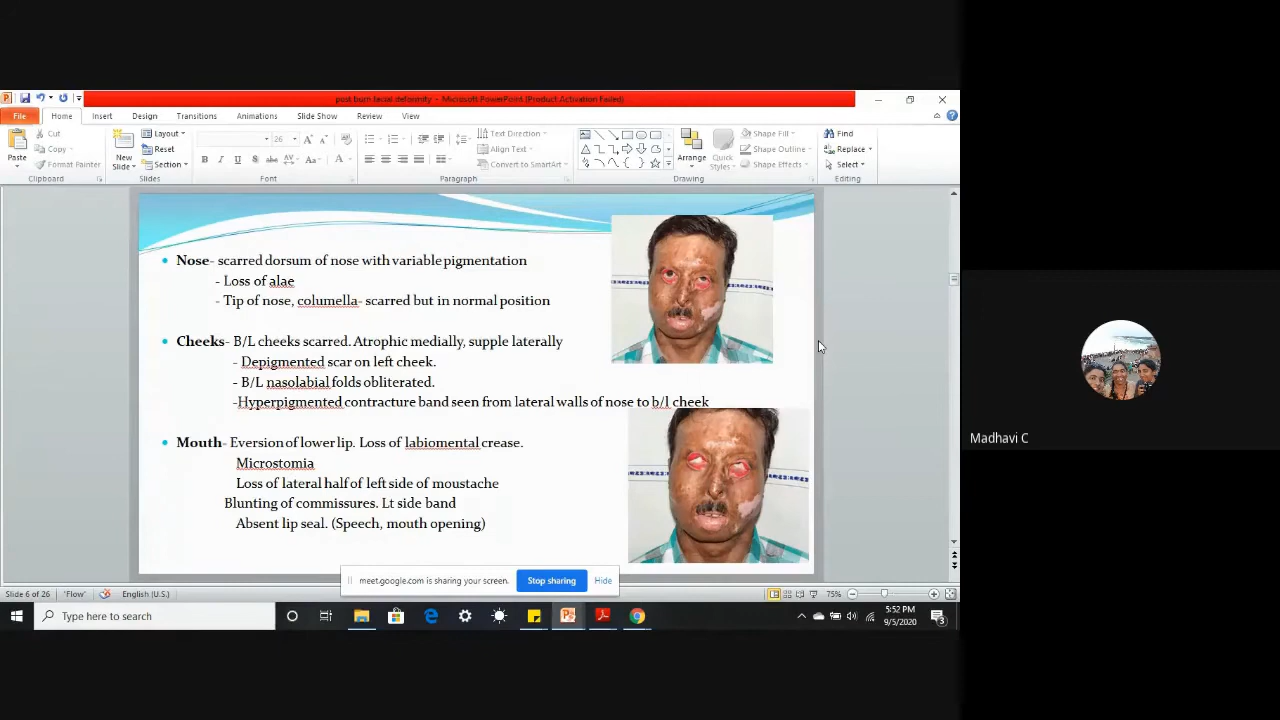 post burn facial deformity - Microsoft PowerPoint (Product Activation Failed)
File Home Insert Design Transitions Animations Slide Show Review View
Cut
Copy
Format Painter
Paste
Clipboard
New Slide
Layout
Reset
Section
Slides
26
Font
Text Direction
Align Text
Convert to SmartArt
Paragraph
Arrange
Quick Styles
Shape Fill
Shape Outline
Shape Effects
Drawing
Find
Replace
Select
Editing
Nose- scarred dorsum of nose with variable pigmentation
- Loss of alae
- Tip of nose, columella- scarred but in normal position
Cheeks- B/L cheeks scarred. Atrophic medially, supple laterally
- Depigmented scar on left cheek.
- B/L nasolabial folds obliterated.
-Hyperpigmented contracture band seen from lateral walls of nose to b/l cheek
Mouth- Eversion of lower lip. Loss of labiomental crease.
Microstomia
Loss of lateral half of left side of moustache
Blunting of commissures. Lt side band
Absent lip seal. (Speech, mouth opening)
Madhavi C
meet.google.com is sharing your screen. Stop sharing Hide
Slide 6 of 26 'Flow' English (U.S.) 75%
Type here to search
5:52 PM
9/5/2020
3